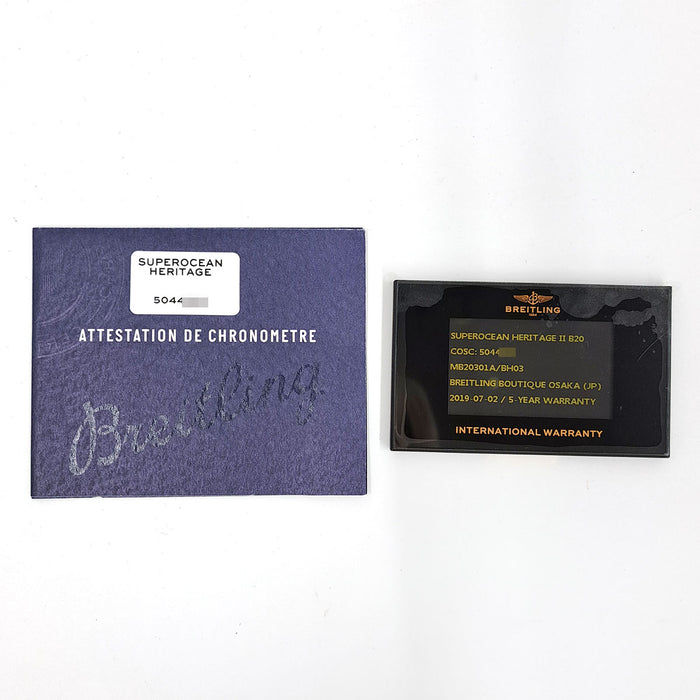 SUPEROCEAN
HERITAGE
5044
ATTESTATION DE CHRONOMETRE
Breitling
BREITLING
1884
SUPEROCEAN HERITAGE II B20
COSC: 5044
MB20301A/BH03
BREITLING BOUTIQUE OSAKA (JP)
2019-07-02 / 5-YEAR WARRANTY
INTERNATIONAL WARRANTY